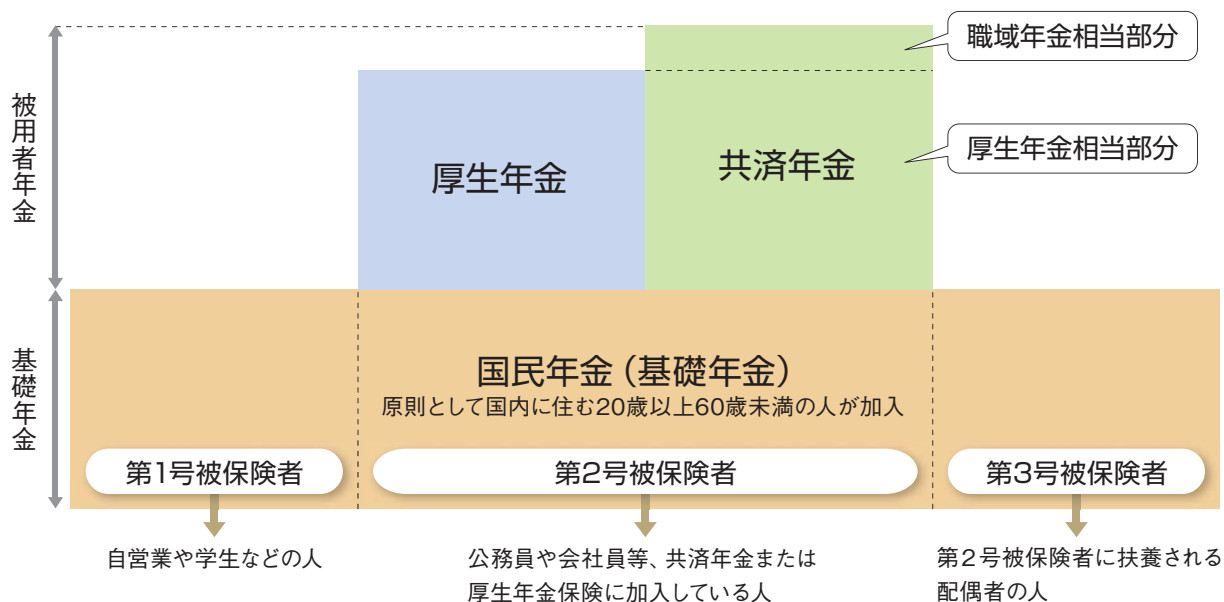 職域年金相当部分
被用者年金
厚生年金
共済年金
厚生年金相当部分
基礎年金
国民年金（基礎年金）
原則として国内に住む20歳以上60歳未満の人が加入
第1号被保険者
第2号被保険者
第3号被保険者
自営業や学生などの人
公務員や会社員等、共済年金または
厚生年金保険に加入している人
第2号被保険者に扶養される
配偶者の人